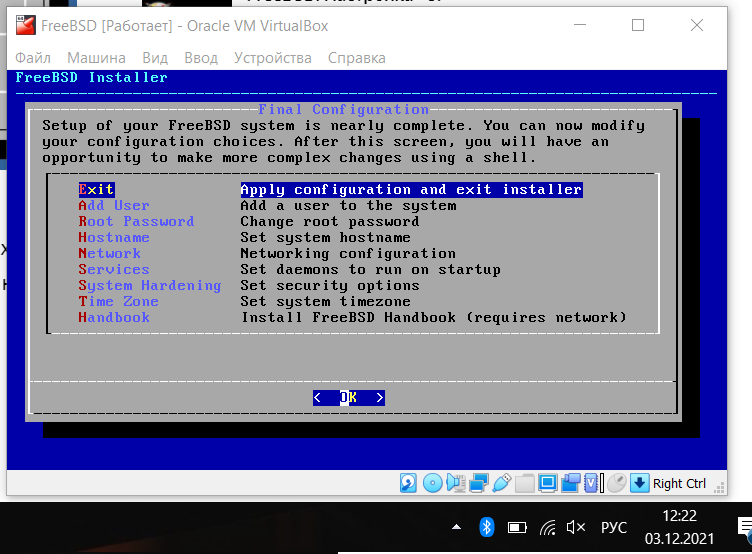 FreeBSD [Работает] - Oracle VM VirtualBox
Файл Машина Вид Ввод Устройства Справка
FreeBSD Installer
Final Configuration
Setup of your FreeBSD system is nearly complete. You can now modify
your configuration choices. After this screen, you will have an
opportunity to make more complex changes using a shell.
Exit Apply configuration and exit installer
Add User Add a user to the system
Root Password Change root password
Hostname Set system hostname
Network Networking configuration
Services Set daemons to run on startup
System Hardening Set security options
Time Zone Set system timezone
Handbook Install FreeBSD Handbook (requires network)
< OK >
Right Ctrl
РУС
12:22
03.12.2021